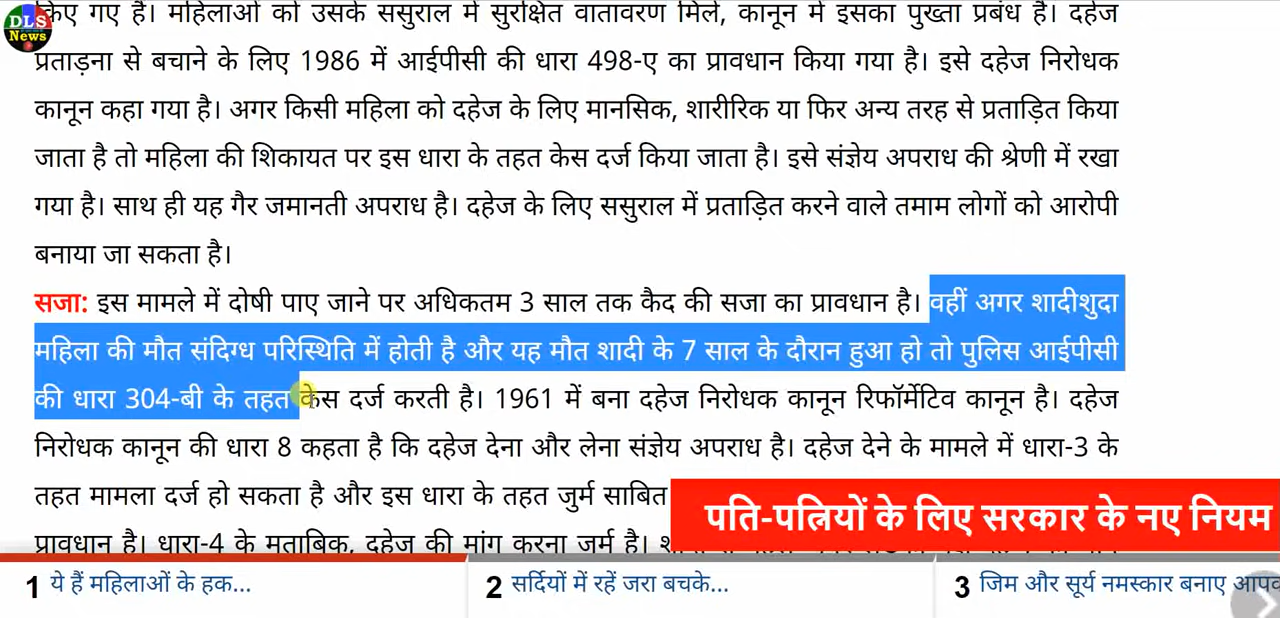 किए गए हैं। महिलाओं को उसके ससुराल में सुरक्षित वातावरण मिले, कानून में इसका पुख्ता प्रबंध है। दहेज
DLS
News
प्रताड़ना से बचाने के लिए 1986 में आईपीसी की धारा 498-ए का प्रावधान किया गया है। इसे दहेज निरोधक
कानून कहा गया है। अगर किसी महिला को दहेज के लिए मानसिक, शारीरिक या फिर अन्य तरह से प्रताड़ित किया
जाता है तो महिला की शिकायत पर इस धारा के तहत केस दर्ज किया जाता है। इसे संज्ञेय अपराध की श्रेणी में रखा
गया है। साथ ही यह गैर जमानती अपराध है। दहेज के लिए ससुराल में प्रताड़ित करने वाले तमाम लोगों को आरोपी
बनाया जा सकता है।
सजा: इस मामले में दोषी पाए जाने पर अधिकतम 3 साल तक कैद की सजा का प्रावधान है। वहीं अगर शादीशुदा
महिला की मौत संदिग्ध परिस्थिति में होती है और यह मौत शादी के 7 साल के दौरान हुआ हो तो पुलिस आईपीसी
की धारा 304-बी के तहत केस दर्ज करती है। 1961 में बना दहेज निरोधक कानून रिफॉर्मेटिव कानून है। दहेज
निरोधक कानून की धारा 8 कहता है कि दहेज देना और लेना संज्ञेय अपराध है। दहेज देने के मामले में धारा-3 के
तहत मामला दर्ज हो सकता है और इस धारा के तहत जुर्म साबित
पति-पत्नियों के लिए सरकार के नए नियम
प्रावधान है। धारा-4 के मुताबिक, दहेज की मांग करना जुर्म है।
1 ये हैं महिलाओं के हक...
2 सर्दियों में रहें जरा बचके...
3 जिम और सूर्य नमस्कार बनाए